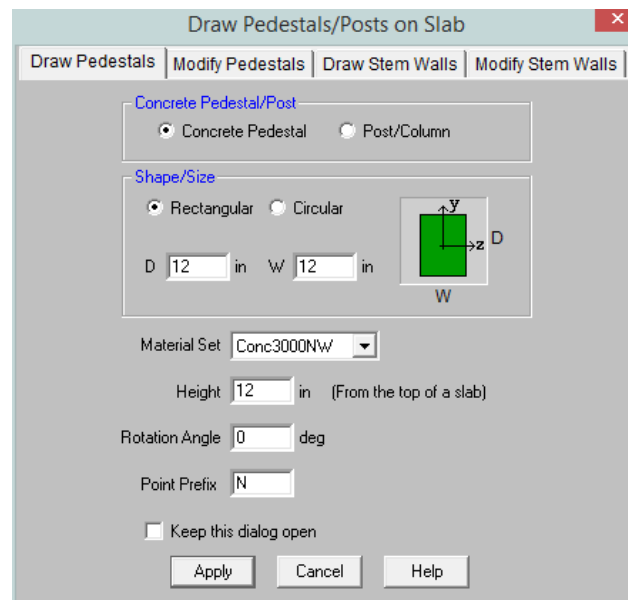 Draw Pedestals/Posts on Slab
Draw Pedestals Modify Pedestals Draw Stem Walls Modify Stem Walls
Concrete Pedestal/Post
Concrete Pedestal Post/Column
Shape/Size
Rectangular Circular
D 12 in W 12 in
y
z D
W
Material Set Conc3000NW
Height 12 in (From the top of a slab)
Rotation Angle 0 deg
Point Prefix N
Keep this dialog open
Apply Cancel Help